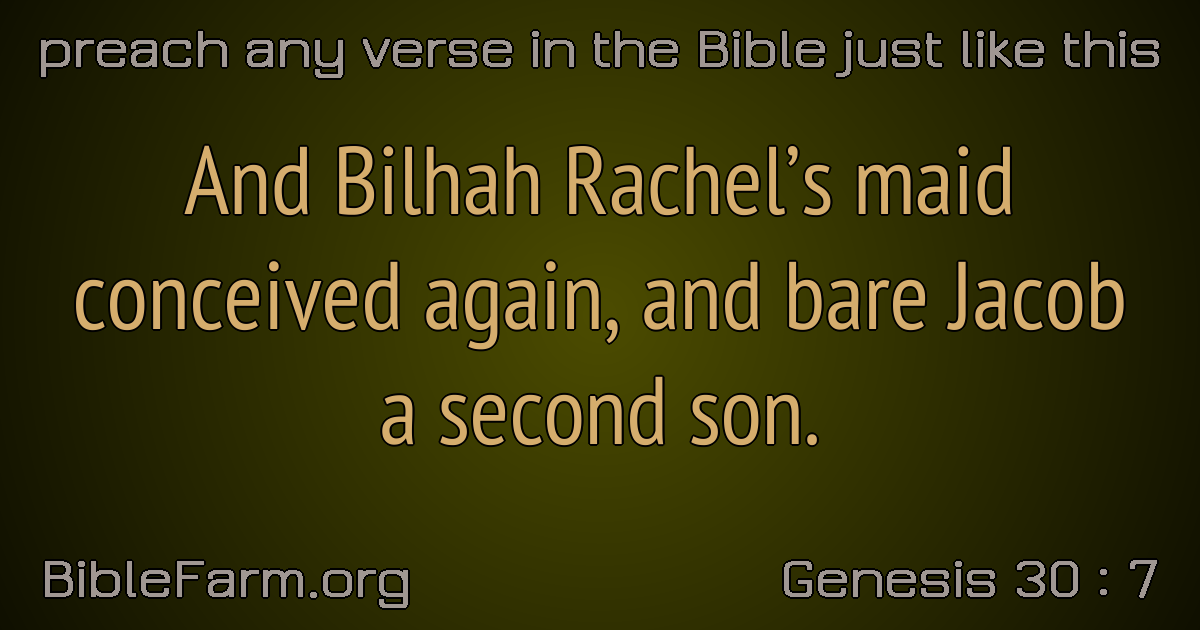 preach any verse in the Bible just like this
And Bilhah Rachel’s maid
conceived again, and bare Jacob
a second son.
BibleFarm.org
Genesis 30 : 7